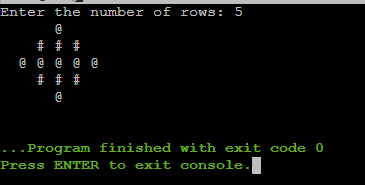 Enter the number of rows: 5
      @
    # # #
  @ @ @ @ @
    # # #
      @
...Program finished with exit code 0
Press ENTER to exit console.